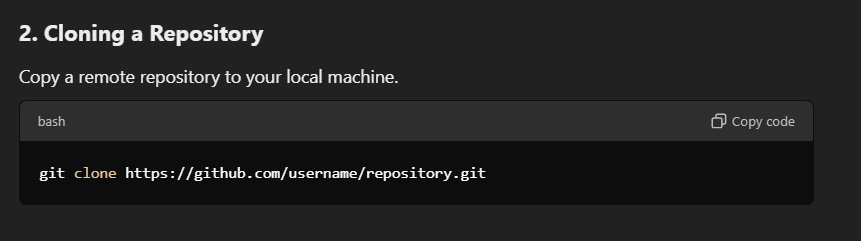 2. Cloning a Repository
Copy a remote repository to your local machine.
bash
Copy code
git clone https://github.com/username/repository.git